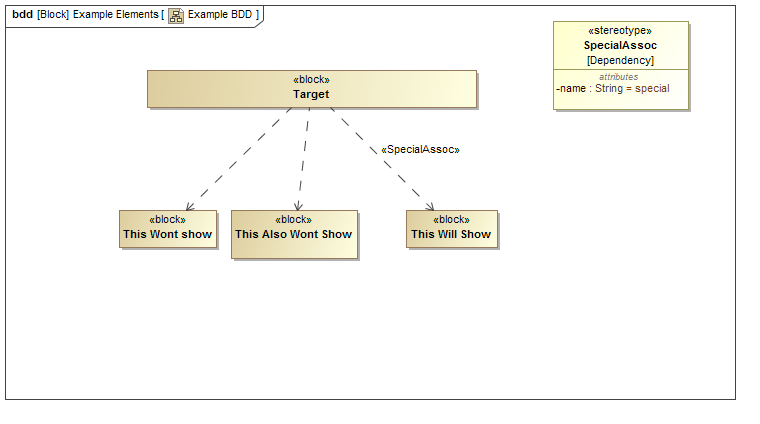 bdd [Block] Example Elements [ Example BDD ]
«stereotype»
SpecialAssoc
[Dependency]
attributes
-name : String = special
«block»
Target
«SpecialAssoc»
«block»
This Wont show
«block»
This Also Wont Show
«block»
This Will Show